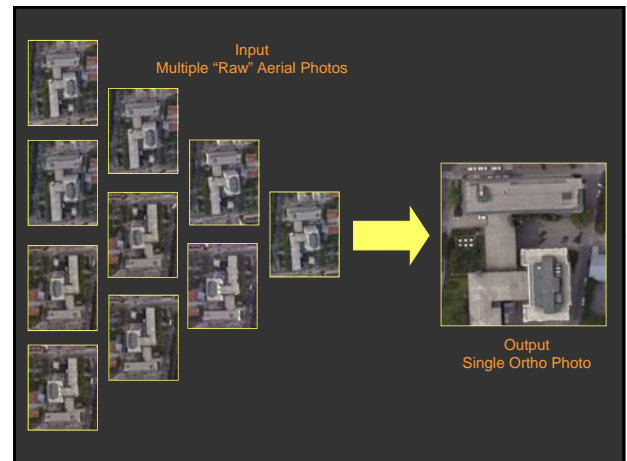 Input
Multiple “Raw” Aerial Photos
Output
Single Ortho Photo